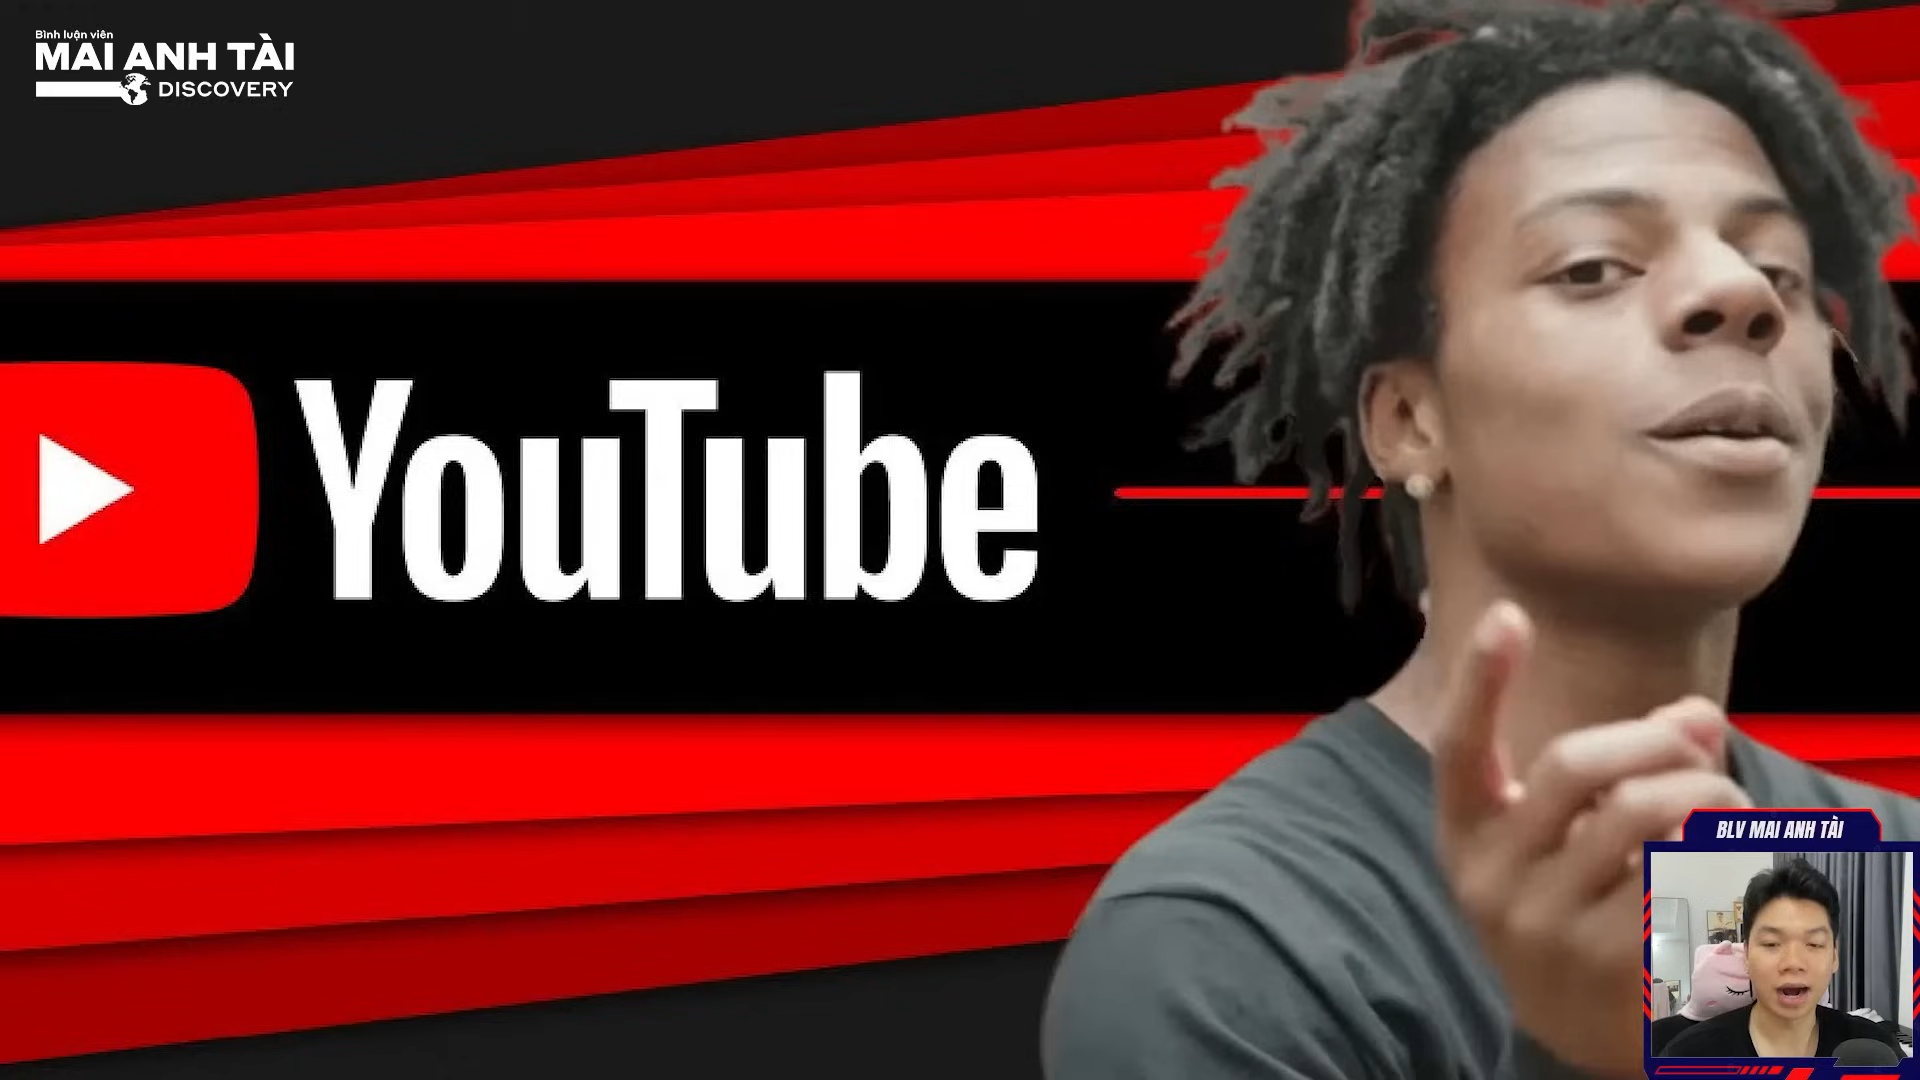 Bình luận viên
MAI ANH TÀI
DISCOVERY
YouTube
BLV MAI ANH TÀI